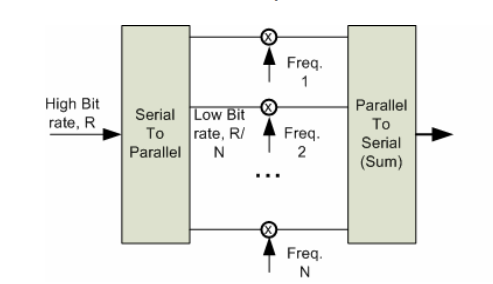 High Bit
rate, R
Serial
To
Parallel
Low Bit
rate, R/
N
x
Freq.
1
x
Freq.
2
...
x
Freq.
N
Parallel
To
Serial
(Sum)